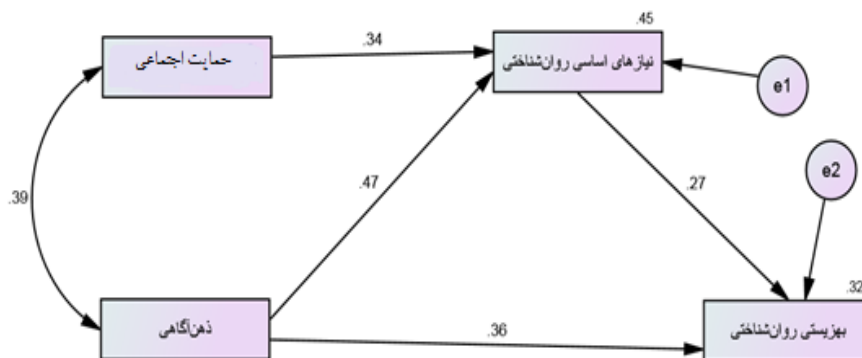 .45
حمایت اجتماعی
.34
نیازهای اساسی روان‌شناختی
e1
e2
.39
.47
.27
.32
ذهن‌آگاهی
.36
بهزیستی روان‌شناختی